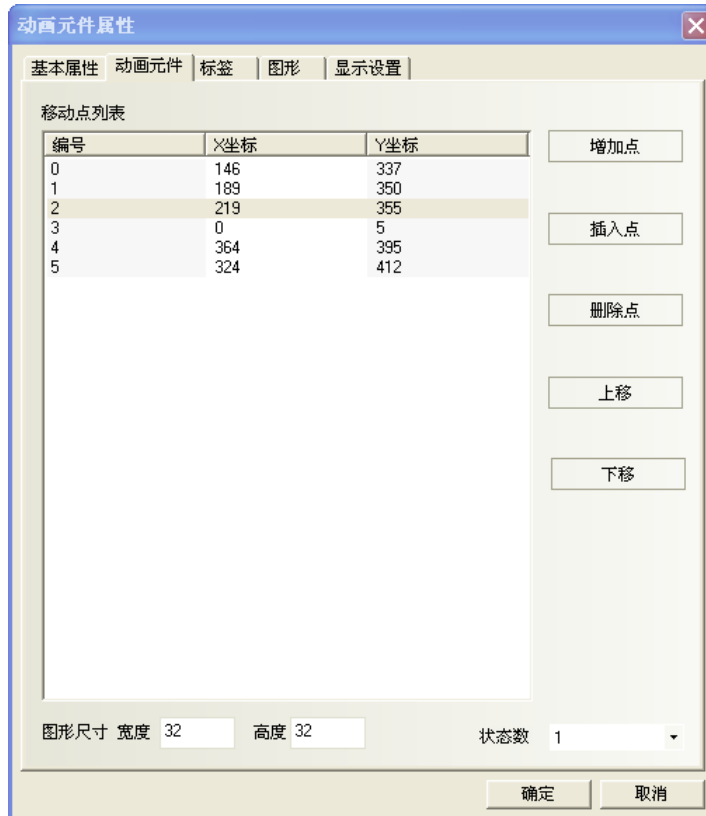 动画元件属性
基本属性 动画元件 标签 图形 显示设置
移动点列表
编号 X坐标 Y坐标
0 146 337
1 189 350
2 219 355
3 0 5
4 364 395
5 324 412
增加点
插入点
删除点
上移
下移
图形尺寸 宽度 32 高度 32 状态数 1
确定 取消